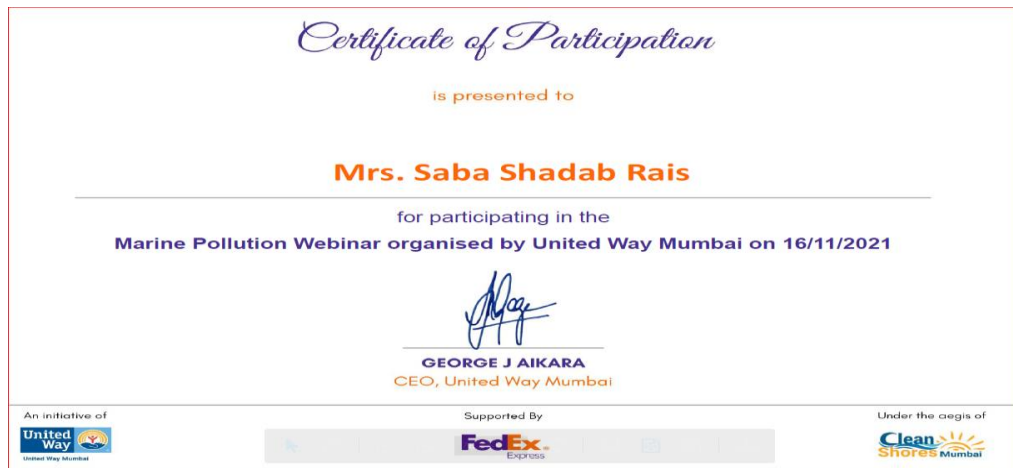 Certificate of Participation
is presented to
Mrs. Saba Shadab Rais
for participating in the
Marine Pollution Webinar organised by United Way Mumbai on 16/11/2021
GEORGE J AIKARA
CEO, United Way Mumbai
An initiative of
United
Way
United Way Mumbai
Supported By
FedEx
Express
Under the aegis of
Clean
Shores Mumbai